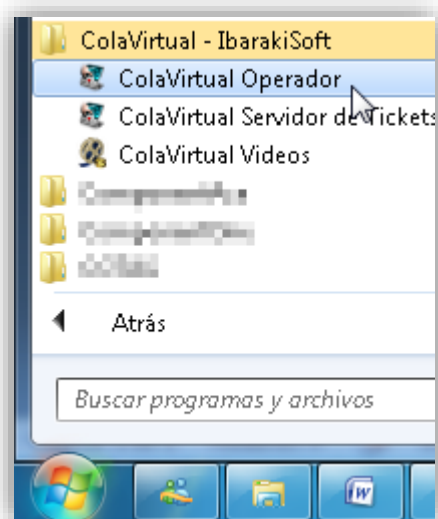 ColaVirtual - IbarakiSoft
ColaVirtual Operador
ColaVirtual Servidor de Tickets
ColaVirtual Videos
Atrás
Buscar programas y archivos